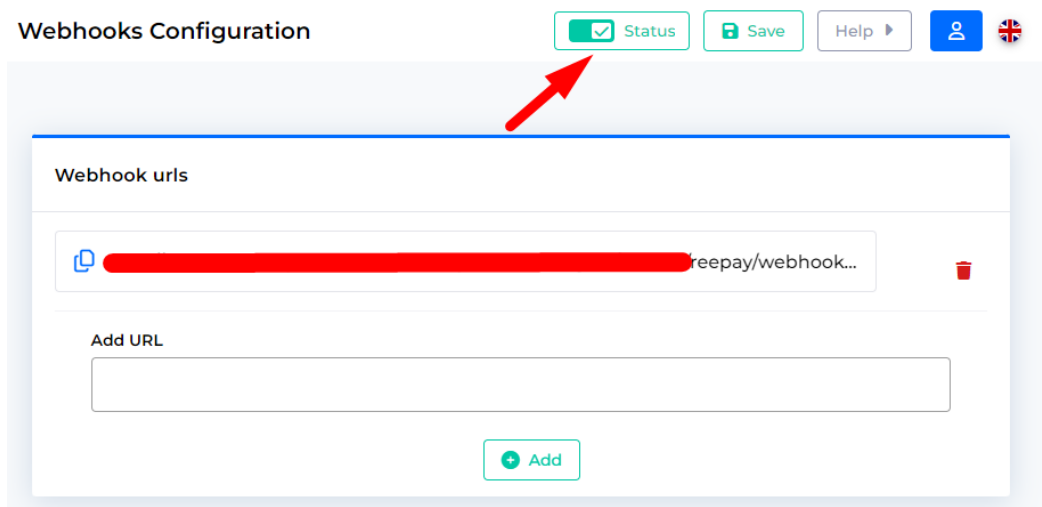 Webhooks Configuration
Status
Save
Help
Webhook urls
reepay/webhook...
Add URL
Add